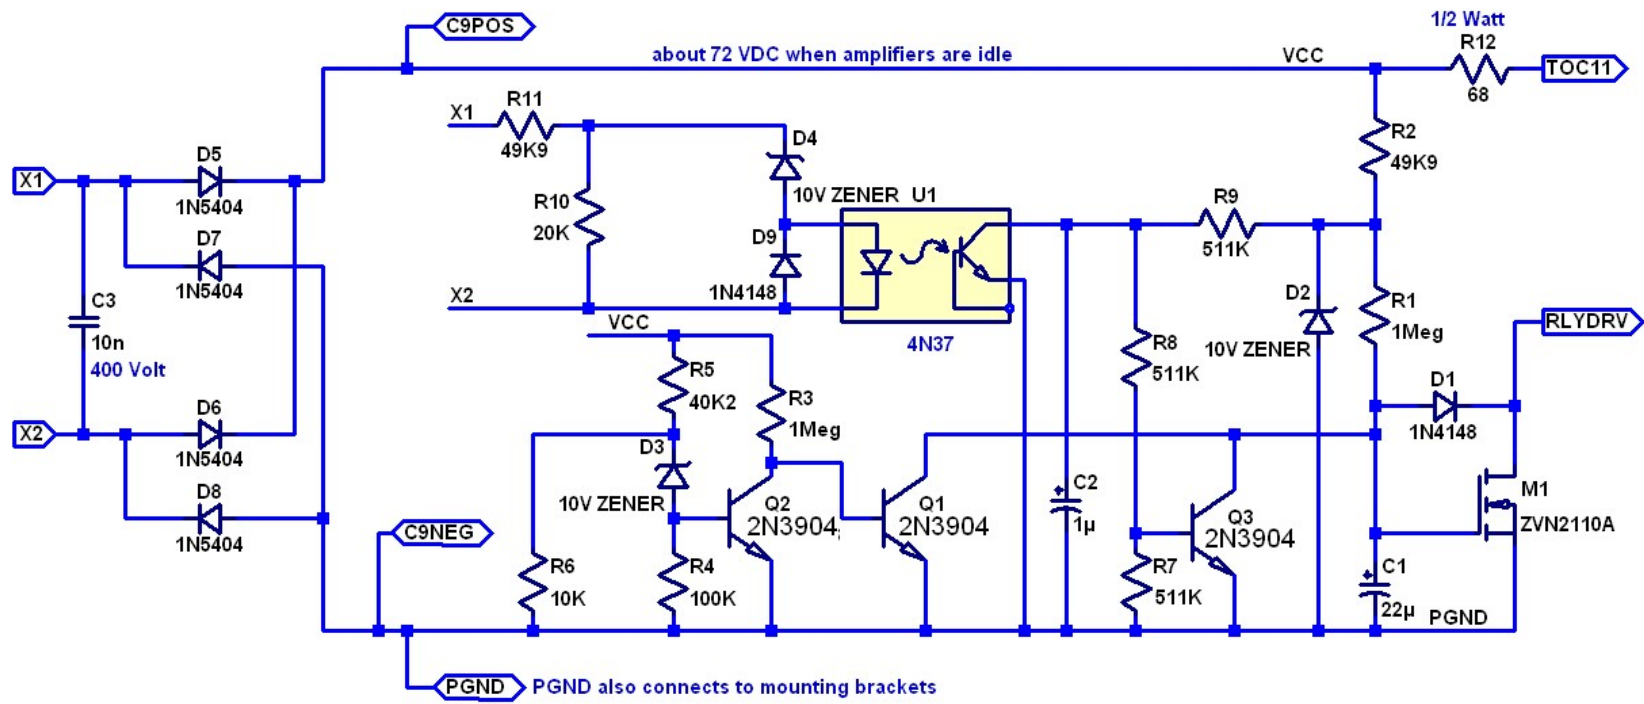 1/2 Watt
C9POS
about 72 VDC when amplifiers are idle
VCC
R12
TOC11
68
X1
R11
49K9
D4
R2
49K9
D5
X1
1N5404
10V ZENER
U1
R10
20K
R9
511K
D7
1N5404
D9
1N4148
X2
4N37
D2
10V ZENER
R1
1Meg
RLYDRV
C3
10n
400 Volt
VCC
R5
40K2
R3
1Meg
R8
511K
D1
1N4148
D6
X2
1N5404
D3
10V ZENER
Q2
2N3904
Q1
2N3904
C2
1µ
Q3
2N3904
M1
ZVN2110A
D8
1N5404
C9NEG
R6
10K
R4
100K
R7
511K
C1
22µ
PGND
PGND
PGND also connects to mounting brackets